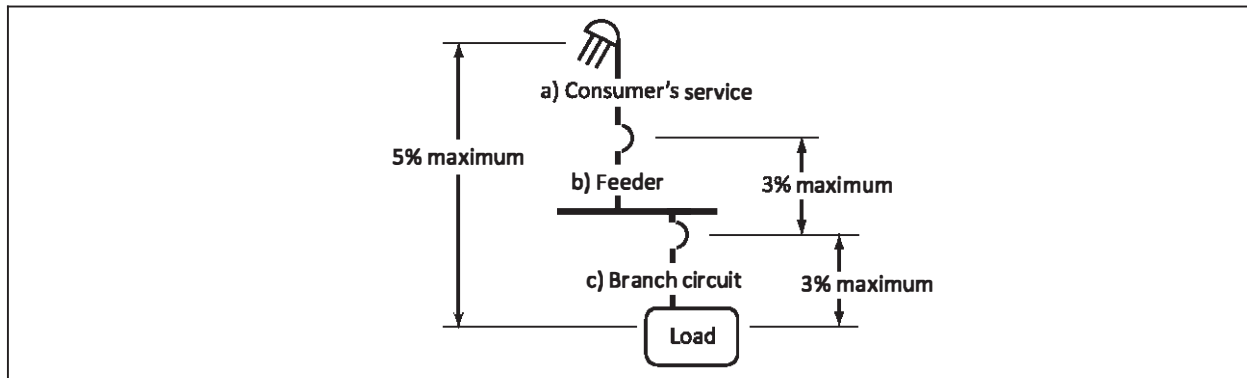 a) Consumer's service
5% maximum
b) Feeder
3% maximum
c) Branch circuit
3% maximum
Load